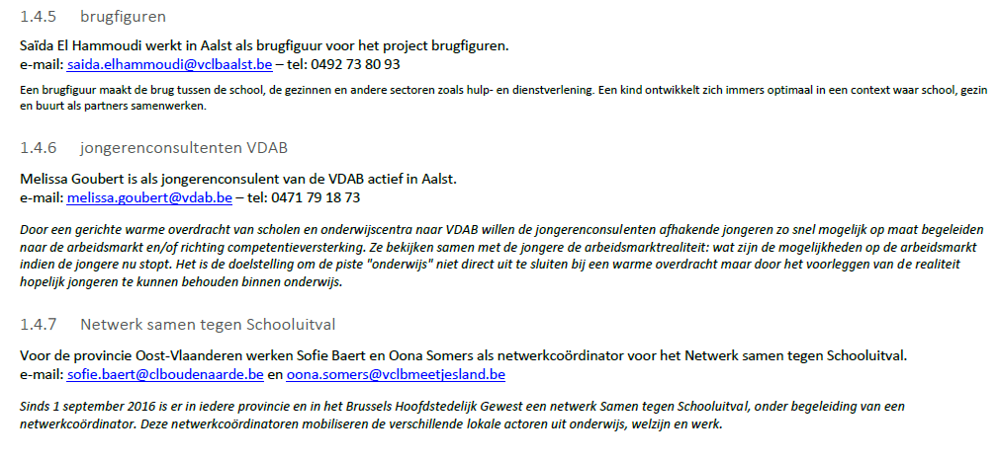 1.4.5 brugfiguren
Saïda El Hammoudi werkt in Aalst als brugfiguur voor het project brugfiguren.
e-mail: saida.elhammoudi@vclbaalst.be – tel: 0492 73 80 93
Een brugfiguur maakt de brug tussen de school, de gezinnen en andere sectoren zoals hulp- en dienstverlening. Een kind ontwikkelt zich immers optimaal in een context waar school, gezin
en buurt als partners samenwerken.
1.4.6 jongerenconsultenten VDAB
Melissa Goubert is als jongerenconsulent van de VDAB actief in Aalst.
e-mail: melissa.goubert@vdab.be – tel: 0471 79 18 73
Door een gerichte warme overdracht van scholen en onderwijscentra naar VDAB willen de jongerenconsulenten afhakende jongeren zo snel mogelijk op maat begeleiden
naar de arbeidsmarkt en/of richting competentieversterking. Ze bekijken samen met de jongere de arbeidsmarktrealiteit: wat zijn de mogelijkheden op de arbeidsmarkt
indien de jongere nu stopt. Het is de doelstelling om de piste "onderwijs" niet direct uit te sluiten bij een warme overdracht maar door het voorleggen van de realiteit
hopelijk jongeren te kunnen behouden binnen onderwijs.
1.4.7 Netwerk samen tegen Schooluitval
Voor de provincie Oost-Vlaanderen werken Sofie Baert en Oona Somers als netwerkcoördinator voor het Netwerk samen tegen Schooluitval.
e-mail: sofie.baert@clboudenaarde.be en oona.somers@vclbmeetjesland.be
Sinds 1 september 2016 is er in iedere provincie en in het Brussels Hoofdstedelijk Gewest een netwerk Samen tegen Schooluitval, onder begeleiding van een
netwerkcoördinator. Deze netwerkcoördinatoren mobiliseren de verschillende lokale actoren uit onderwijs, welzijn en werk.